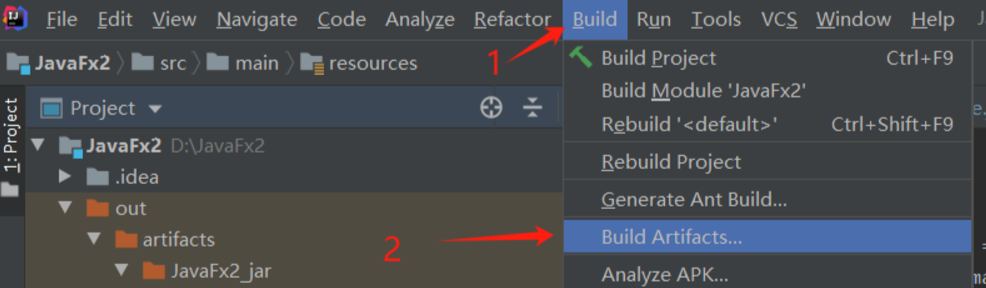 File Edit View Navigate Code Analyze Refactor Build Run Tools VCS Window Help
1
JavaFx2 src main resources
Build Project Ctrl+F9
Build Module 'JavaFx2'
Project
Rebuild '<default>' Ctrl+Shift+F9
1: Project
JavaFx2 D:\JavaFx2
Rebuild Project
.idea
Generate Ant Build...
out
2
Build Artifacts...
artifacts
JavaFx2_jar
Analyze APK...